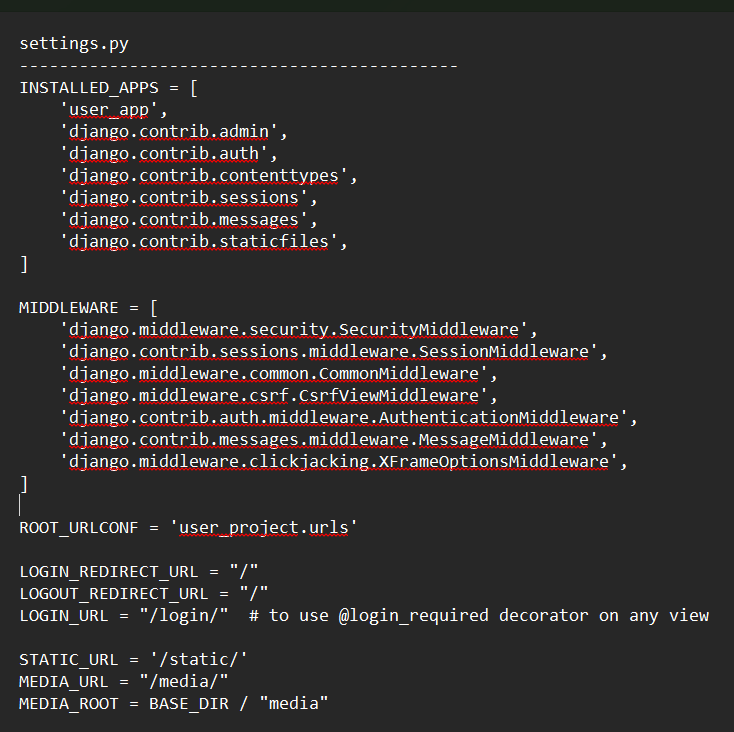 settings.py
--------------------------------------------
INSTALLED_APPS = [
    'user_app',
    'django.contrib.admin',
    'django.contrib.auth',
    'django.contrib.contenttypes',
    'django.contrib.sessions',
    'django.contrib.messages',
    'django.contrib.staticfiles',
]

MIDDLEWARE = [
    'django.middleware.security.SecurityMiddleware',
    'django.contrib.sessions.middleware.SessionMiddleware',
    'django.middleware.common.CommonMiddleware',
    'django.middleware.csrf.CsrfViewMiddleware',
    'django.contrib.auth.middleware.AuthenticationMiddleware',
    'django.contrib.messages.middleware.MessageMiddleware',
    'django.middleware.clickjacking.XFrameOptionsMiddleware',
]

ROOT_URLCONF = 'user_project.urls'

LOGIN_REDIRECT_URL = "/"
LOGOUT_REDIRECT_URL = "/"
LOGIN_URL = "/login/"  # to use @login_required decorator on any view

STATIC_URL = '/static/'
MEDIA_URL = "/media/"
MEDIA_ROOT = BASE_DIR / "media"